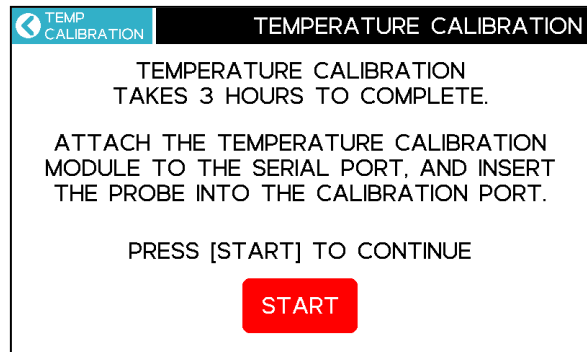 TEMP
CALIBRATION
TEMPERATURE CALIBRATION
TEMPERATURE CALIBRATION
TAKES 3 HOURS TO COMPLETE.
ATTACH THE TEMPERATURE CALIBRATION
MODULE TO THE SERIAL PORT, AND INSERT
THE PROBE INTO THE CALIBRATION PORT.
PRESS [START] TO CONTINUE
START